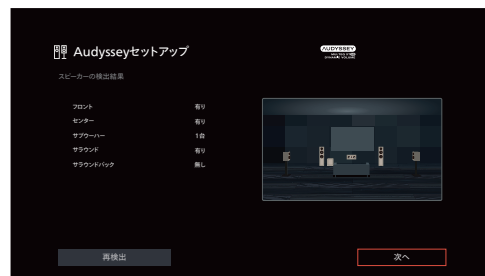 Audysseyセットアップ
AUDYSSEY
DYNAMIC VOLUME
スピーカーの検出結果
フロント 有り
センター 有り
サブウーハー 1台
サラウンド 有り
サラウンドバック 無し
再検出 次へ